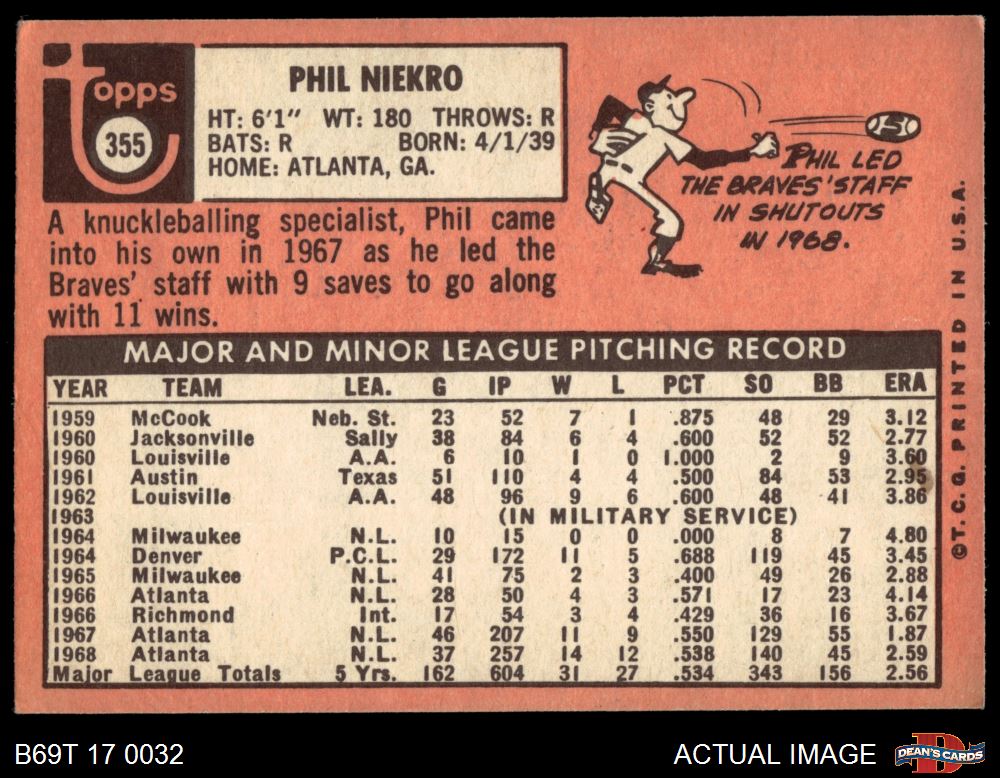 Topps
355
PHIL NIEKRO
HT: 6'1" WT: 180 THROWS: R
BATS: R BORN: 4/1/39
HOME: ATLANTA, GA.
PHIL LED
THE BRAVES' STAFF
IN SHUTOUTS
IN 1968.
A knuckleballing specialist, Phil came
into his own in 1967 as he led the
Braves' staff with 9 saves to go along
with 11 wins.
MAJOR AND MINOR LEAGUE PITCHING RECORD
YEAR TEAM LEA. G IP W L PCT SO BB ERA
1959 McCook Neb. St. 23 52 7 1 .875 48 29 3.12
1960 Jacksonville Sally 38 84 6 4 .600 52 52 2.77
1960 Louisville A.A. 6 10 1 0 1.000 2 9 3.60
1961 Austin Texas 51 110 4 4 .500 84 53 2.95
1962 Louisville A.A. 48 96 9 6 .600 48 41 3.86
1963 (IN MILITARY SERVICE)
1964 Milwaukee N.L. 10 15 0 0 .000 8 7 4.80
1964 Denver P.C.L. 29 172 11 5 .688 119 45 3.45
1965 Milwaukee N.L. 41 75 2 3 .400 49 26 2.88
1966 Atlanta N.L. 28 50 4 3 .571 17 23 4.14
1966 Richmond Int. 17 54 3 4 .429 36 16 3.67
1967 Atlanta N.L. 46 207 11 9 .550 129 55 1.87
1968 Atlanta N.L. 37 257 14 12 .538 140 45 2.59
Major League Totals 5 Yrs. 162 604 31 27 .534 343 156 2.56
©T.C.G. PRINTED IN U.S.A.
B69T 17 0032 ACTUAL IMAGE
D
DEAN'S CARDS